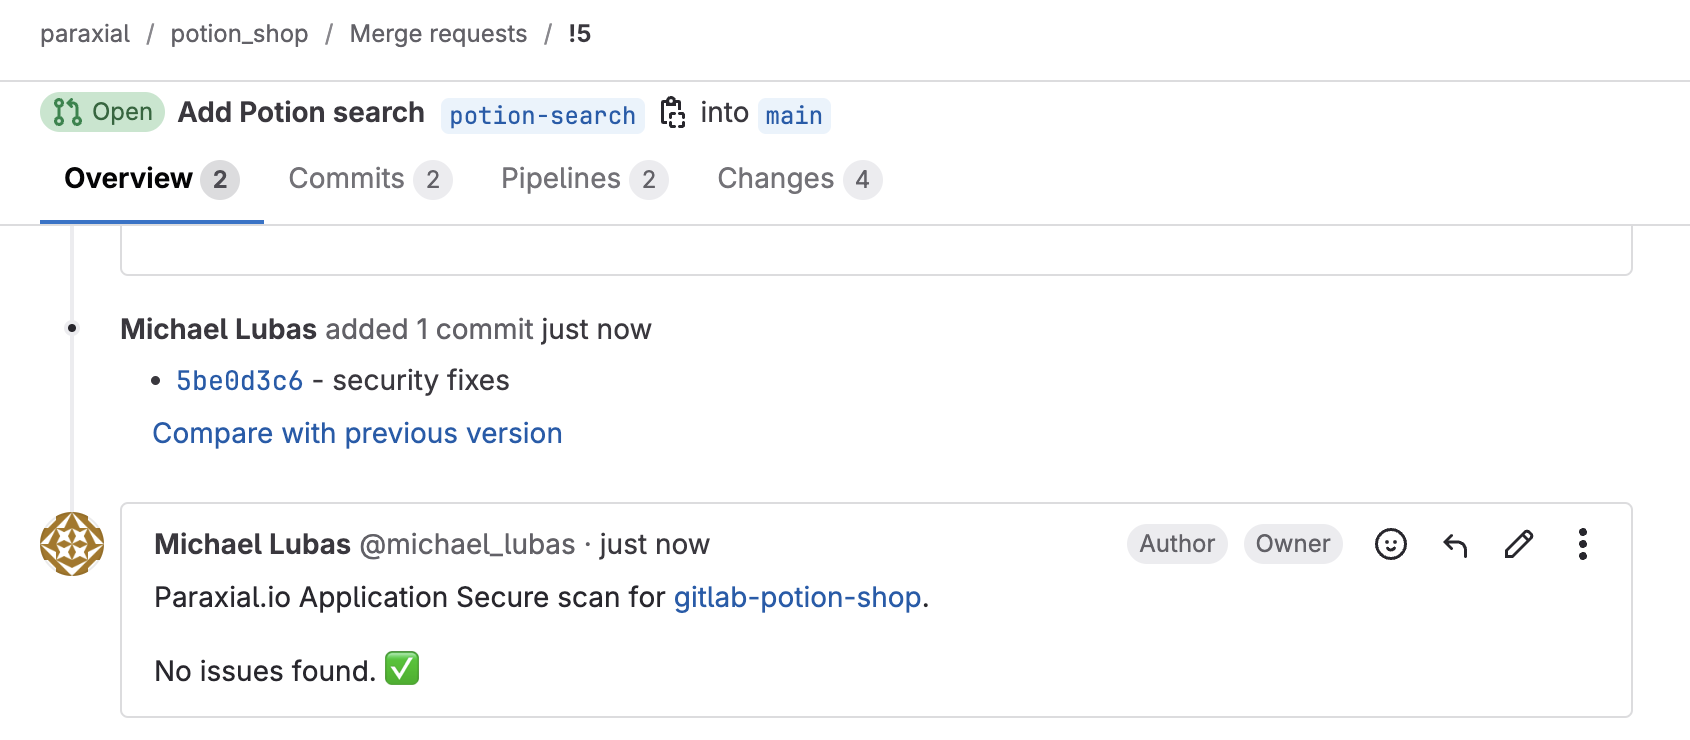 paraxial / potion_shop / Merge requests / !5
Open Add Potion search potion-search into main
Overview 2 Commits 2 Pipelines 2 Changes 4
Michael Lubas added 1 commit just now
• 5be0d3c6 - security fixes
Compare with previous version
Michael Lubas @michael_lubas · just now Author Owner
Paraxial.io Application Secure scan for gitlab-potion-shop.
No issues found. ✅